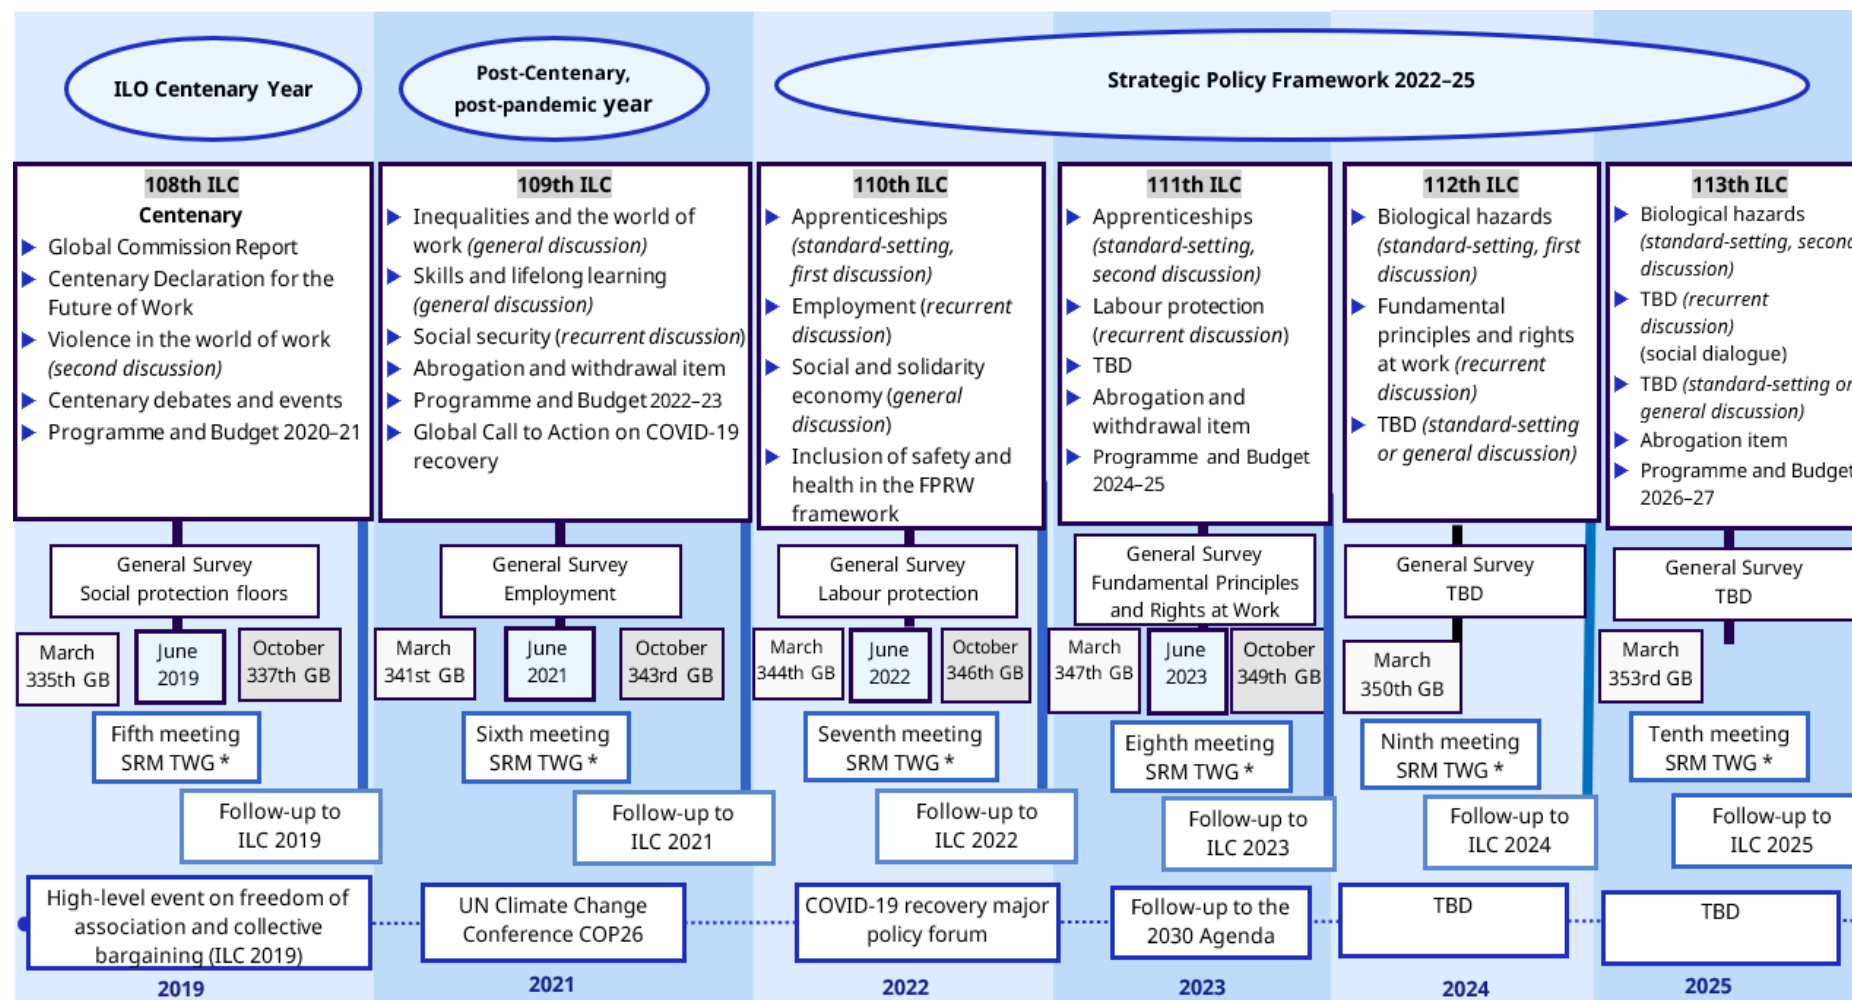 ILO Centenary Year
Post-Centenary,
post-pandemic year
Strategic Policy Framework 2022–25
108th ILC
Centenary
Global Commission Report
Centenary Declaration for the
Future of Work
Violence in the world of work
(second discussion)
Centenary debates and events
Programme and Budget 2020–21
109th ILC
Inequalities and the world of
work (general discussion)
Skills and lifelong learning
(general discussion)
Social security (recurrent discussion)
Abrogation and withdrawal item
Programme and Budget 2022–23
Global Call to Action on COVID-19
recovery
110th ILC
Apprenticeships
(standard-setting,
first discussion)
Employment (recurrent
discussion)
Social and solidarity
economy (general
discussion)
Inclusion of safety and
health in the FPRW
framework
111th ILC
Apprenticeships
(standard-setting,
second discussion)
Labour protection
(recurrent discussion)
TBD
Abrogation and
withdrawal item
Programme and Budget
2024–25
112th ILC
Biological hazards
(standard-setting, first
discussion)
Fundamental
principles and rights
at work (recurrent
discussion)
TBD (standard-setting
or general discussion)
113th ILC
Biological hazards
(standard-setting, second
discussion)
TBD (recurrent
discussion)
(social dialogue)
TBD (standard-setting or
general discussion)
Abrogation item
Programme and Budget
2026–27
General Survey
Social protection floors
General Survey
Employment
General Survey
Labour protection
General Survey
Fundamental Principles
and Rights at Work
General Survey
TBD
General Survey
TBD
March
335th GB
June
2019
October
337th GB
March
341st GB
June
2021
October
343rd GB
March
344th GB
June
2022
October
346th GB
March
347th GB
June
2023
October
349th GB
March
350th GB
March
353rd GB
Fifth meeting
SRM TWG *
Sixth meeting
SRM TWG *
Seventh meeting
SRM TWG *
Eighth meeting
SRM TWG *
Ninth meeting
SRM TWG *
Tenth meeting
SRM TWG *
Follow-up to
ILC 2019
Follow-up to
ILC 2021
Follow-up to
ILC 2022
Follow-up to
ILC 2023
Follow-up to
ILC 2024
Follow-up to
ILC 2025
High-level event on freedom of
association and collective
bargaining (ILC 2019)
UN Climate Change
Conference COP26
COVID-19 recovery major
policy forum
Follow-up to the
2030 Agenda
TBD
TBD
2019
2021
2022
2023
2024
2025